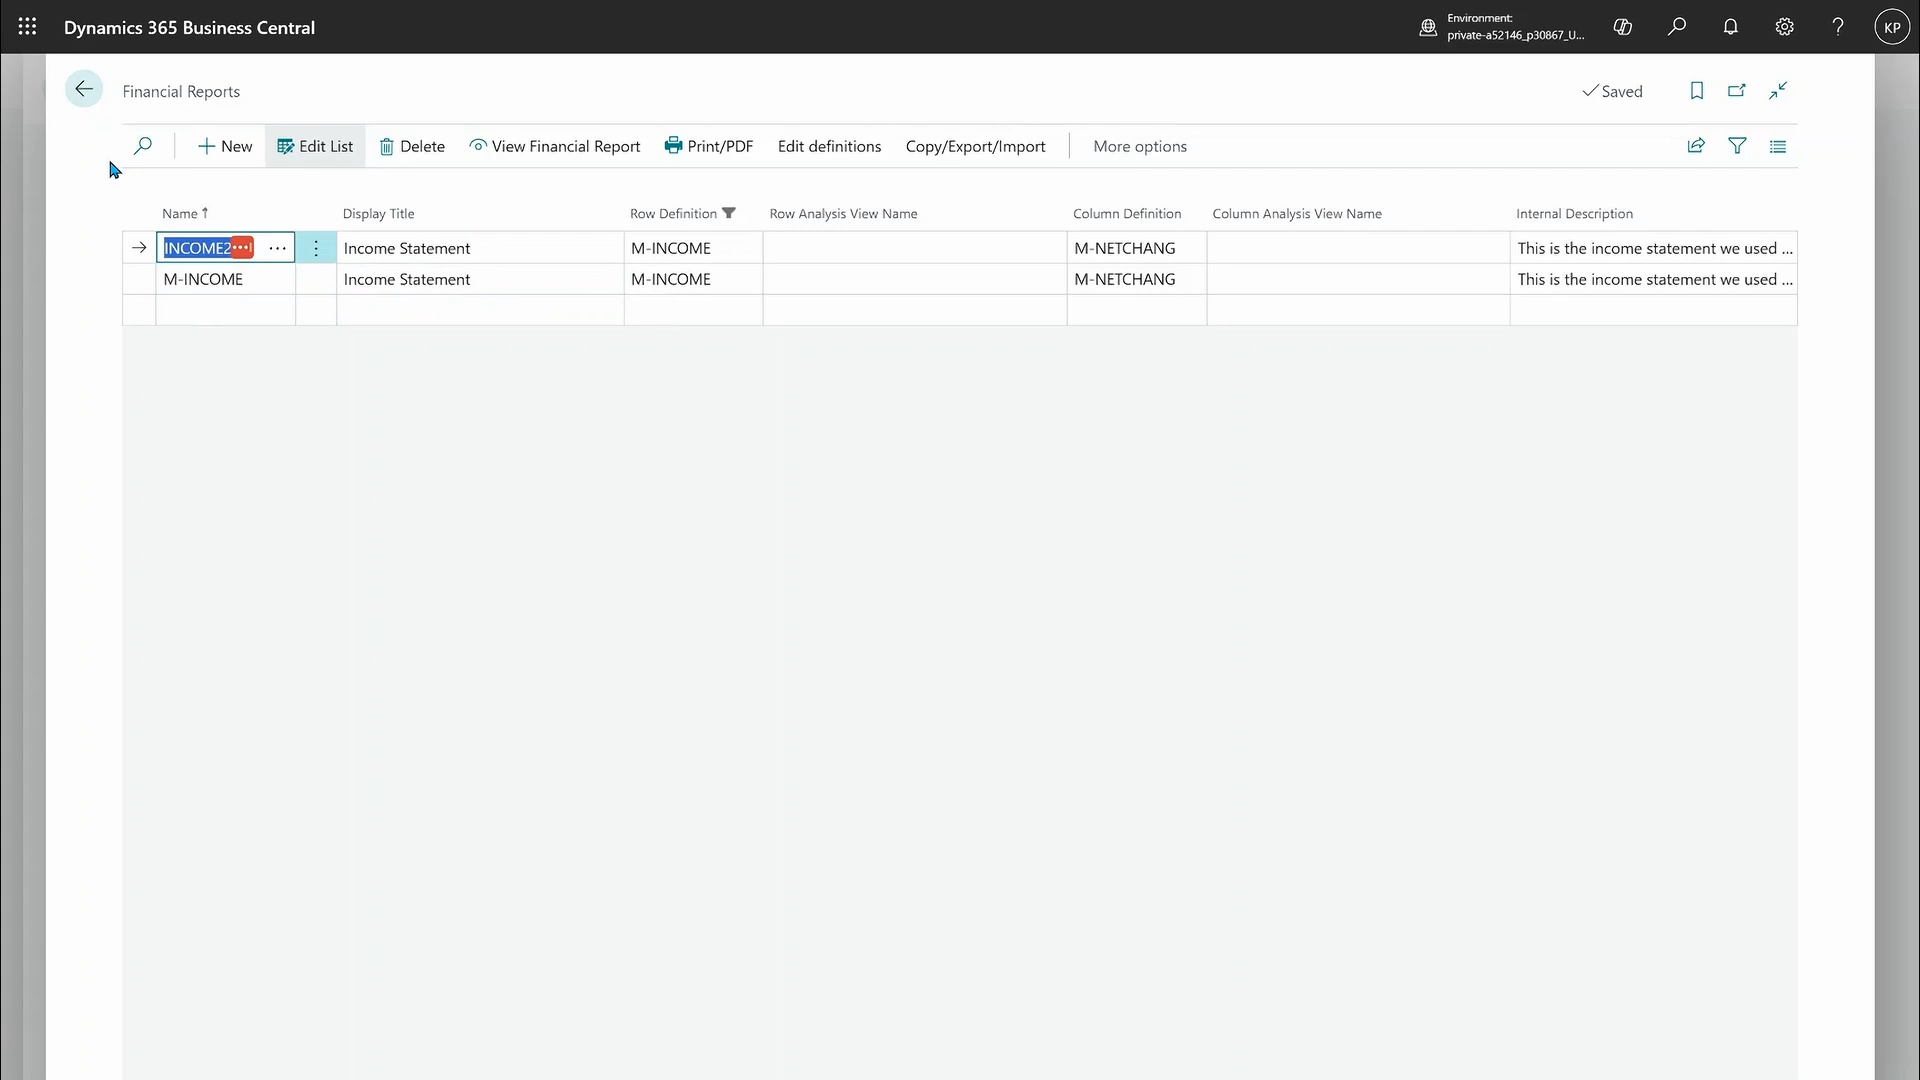 Dynamics 365 Business Central
Environment:
private-a52146_p30867_U...
KP
Financial Reports
Saved
New
Edit List
Delete
View Financial Report
Print/PDF
Edit definitions
Copy/Export/Import
More options
Name Display Title Row Definition Row Analysis View Name Column Definition Column Analysis View Name Internal Description
INCOME2 Income Statement M-INCOME M-NETCHANG This is the income statement we used ...
M-INCOME Income Statement M-INCOME M-NETCHANG This is the income statement we used ...